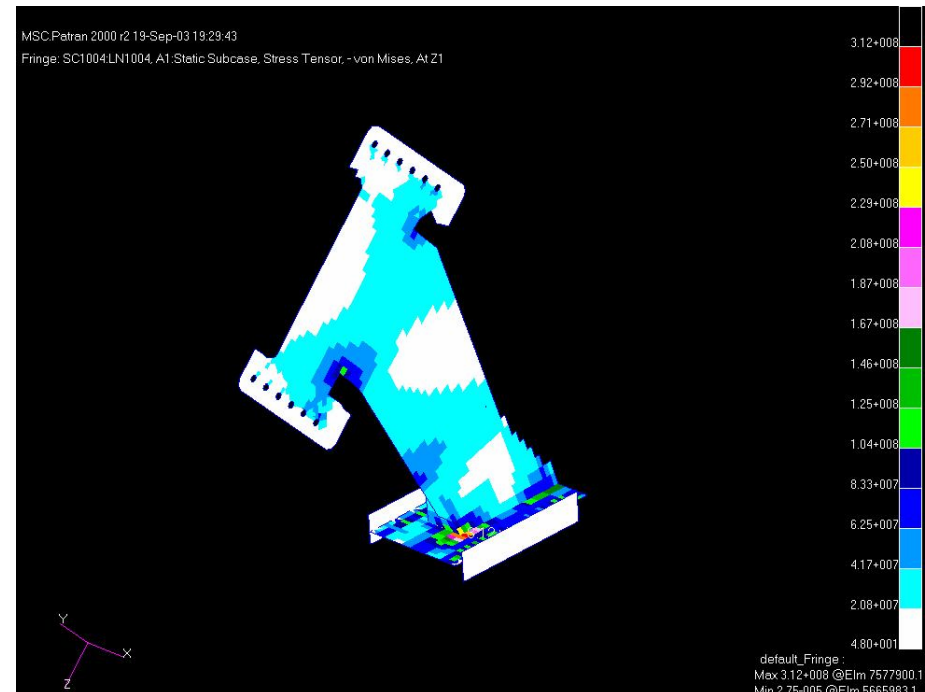 MSC.Patran 2000 r2 19-Sep-03 19:29:43
Fringe: SC1004:LN1004, A1:Static Subcase, Stress Tensor, - von Mises, At Z1
3.12+008
2.92+008
2.71+008
2.50+008
2.29+008
2.08+008
1.87+008
1.67+008
1.46+008
1.25+008
1.04+008
8.33+007
6.25+007
4.17+007
2.08+007
4.80+001
Y
X
Z
default_Fringe :
Max 3.12+008 @Elm 7577900.1
Min 2.75-005 @Elm 5665983.1